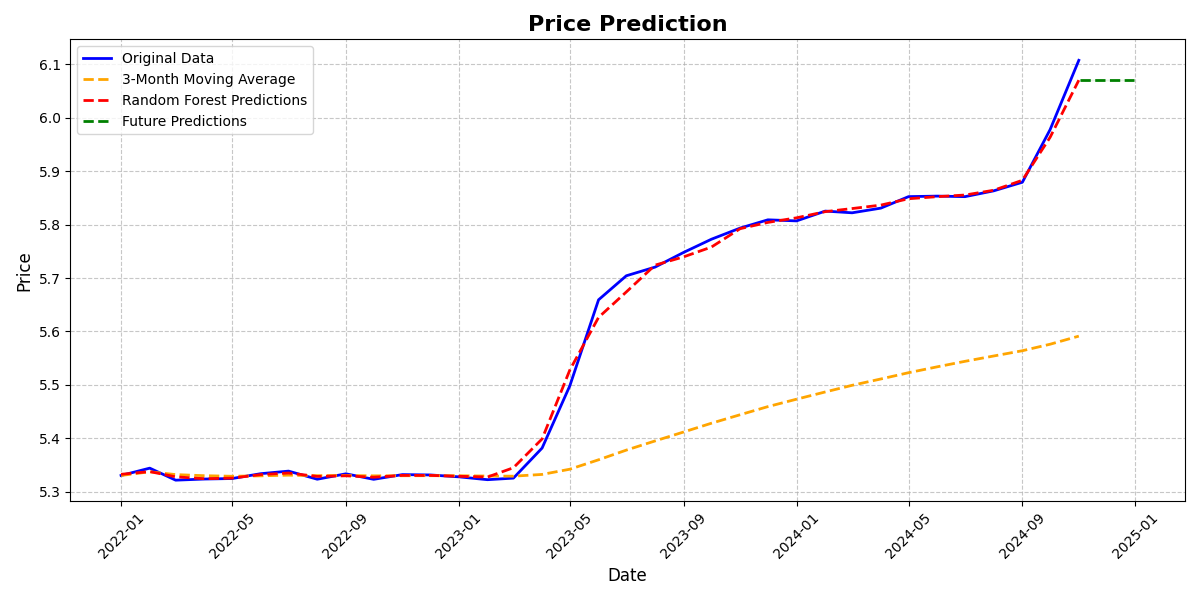 Price Prediction
Original Data
3-Month Moving Average
Random Forest Predictions
Future Predictions
Price
6.1
6.0
5.9
5.8
5.7
5.6
5.5
5.4
5.3
2022-01
2022-05
2022-09
2023-01
2023-05
2023-09
2024-01
2024-05
2024-09
2025-01
Date